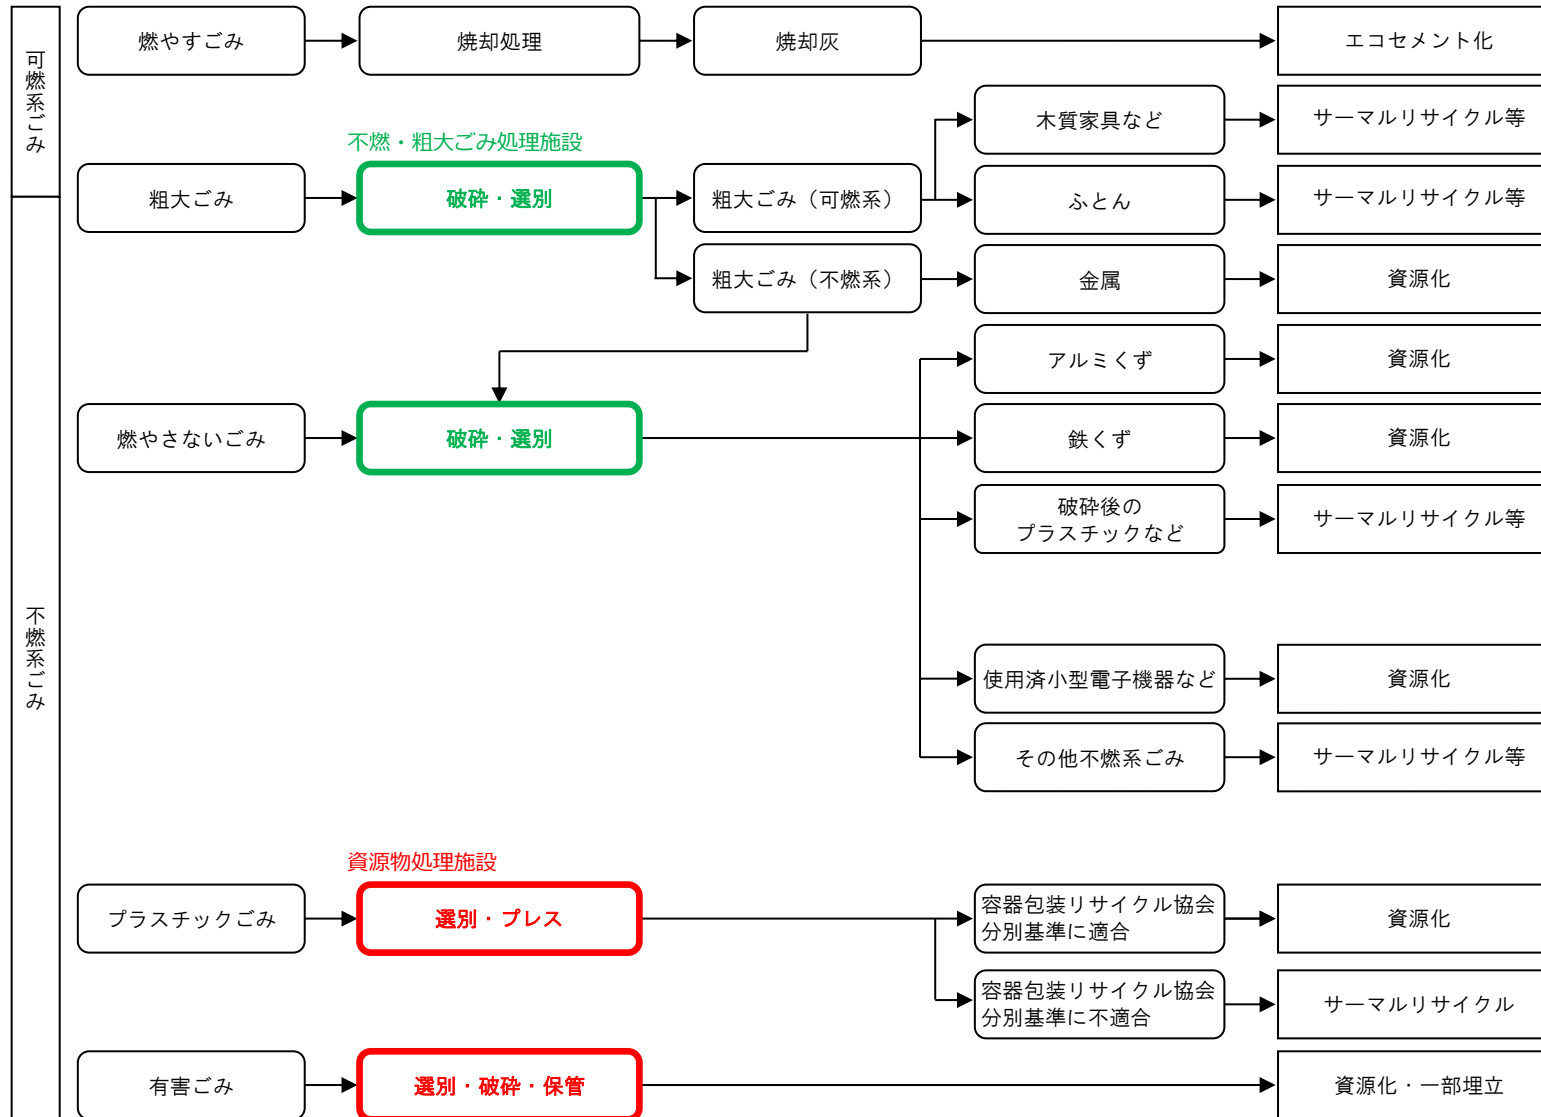 可燃系ごみ
燃やすごみ
焼却処理
焼却灰
エコセメント化
木質家具など
サーマルリサイクル等
不燃・粗大ごみ処理施設
粗大ごみ
破砕・選別
粗大ごみ（可燃系）
ふとん
サーマルリサイクル等
粗大ごみ（不燃系）
金属
資源化
アルミくず
資源化
不燃系ごみ
燃やさないごみ
破砕・選別
鉄くず
資源化
破砕後の
プラスチックなど
サーマルリサイクル等
使用済小型電子機器など
資源化
その他不燃系ごみ
サーマルリサイクル等
資源物処理施設
プラスチックごみ
選別・プレス
容器包装リサイクル協会
分別基準に適合
資源化
容器包装リサイクル協会
分別基準に不適合
サーマルリサイクル
有害ごみ
選別・破砕・保管
資源化・一部埋立